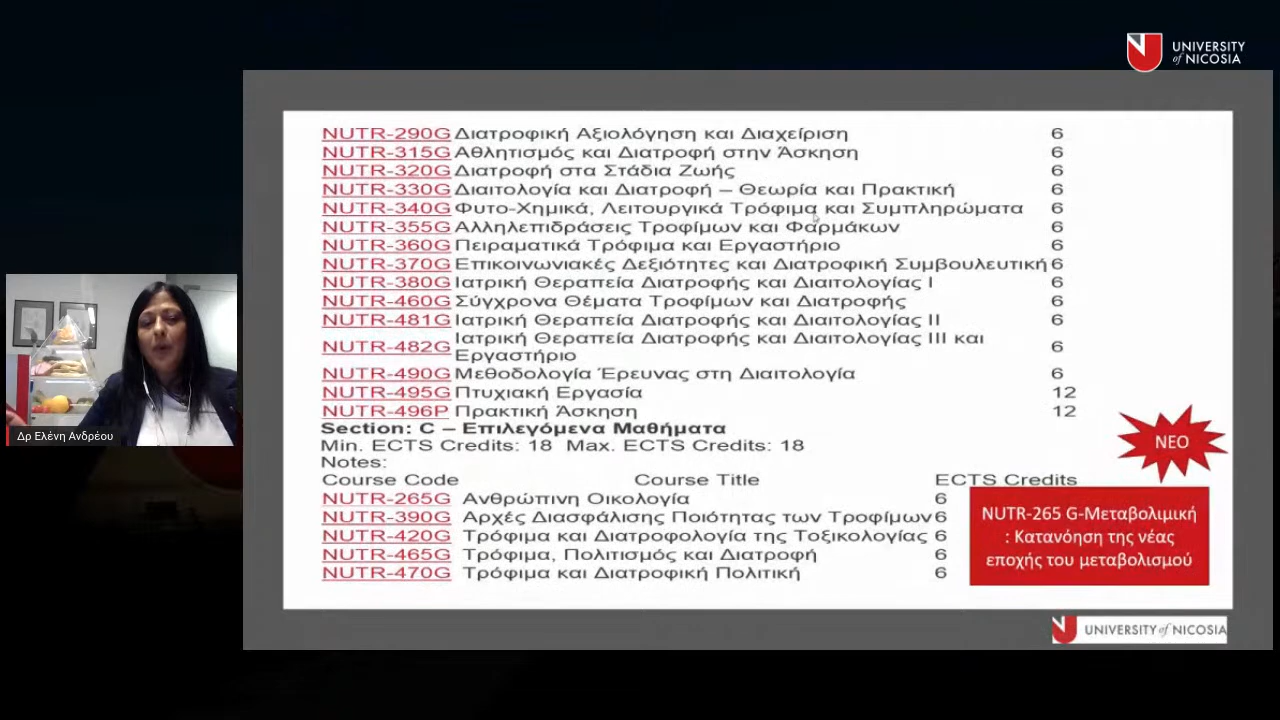 UNIVERSITY
of NICOSIA
NUTR-290G Διατροφική Αξιολόγηση και Διαχείριση 6
NUTR-315G Αθλητισμός και Διατροφή στην Άσκηση 6
NUTR-320G Διατροφή στα Στάδια Ζωής 6
NUTR-330G Διαιτολογία και Διατροφή – Θεωρία και Πρακτική 6
NUTR-340G Φυτο-Χημικά, Λειτουργικά Τρόφιμα και Συμπληρώματα 6
NUTR-355G Αλληλεπιδράσεις Τροφίμων και Φαρμάκων 6
NUTR-360G Πειραματικά Τρόφιμα και Εργαστήριο 6
NUTR-370G Επικοινωνιακές Δεξιότητες και Διατροφική Συμβουλευτική 6
NUTR-380G Ιατρική Θεραπεία Διατροφής και Διαιτολογίας I 6
NUTR-460G Σύγχρονα Θέματα Τροφίμων και Διατροφής 6
NUTR-481G Ιατρική Θεραπεία Διατροφής και Διαιτολογίας II 6
NUTR-482G Ιατρική Θεραπεία Διατροφής και Διαιτολογίας III και
Εργαστήριο 6
NUTR-490G Μεθοδολογία Έρευνας στη Διαιτολογία 6
NUTR-495G Πτυχιακή Εργασία 12
NUTR-496P Πρακτική Άσκηση 12
Section: C – Επιλεγόμενα Μαθήματα
Min. ECTS Credits: 18 Max. ECTS Credits: 18
Notes:
Course Code Course Title ECTS Credits
NUTR-265G Ανθρώπινη Οικολογία 6
NUTR-390G Αρχές Διασφάλισης Ποιότητας των Τροφίμων 6
NUTR-420G Τρόφιμα και Διατροφολογία της Τοξικολογίας 6
NUTR-465G Τρόφιμα, Πολιτισμός και Διατροφή 6
NUTR-470G Τρόφιμα και Διατροφική Πολιτική 6
ΝΕΟ
NUTR-265 G-Μεταβολιμική
: Κατανόηση της νέας
εποχής του μεταβολισμού
Δρ Ελένη Ανδρέου
UNIVERSITY of NICOSIA